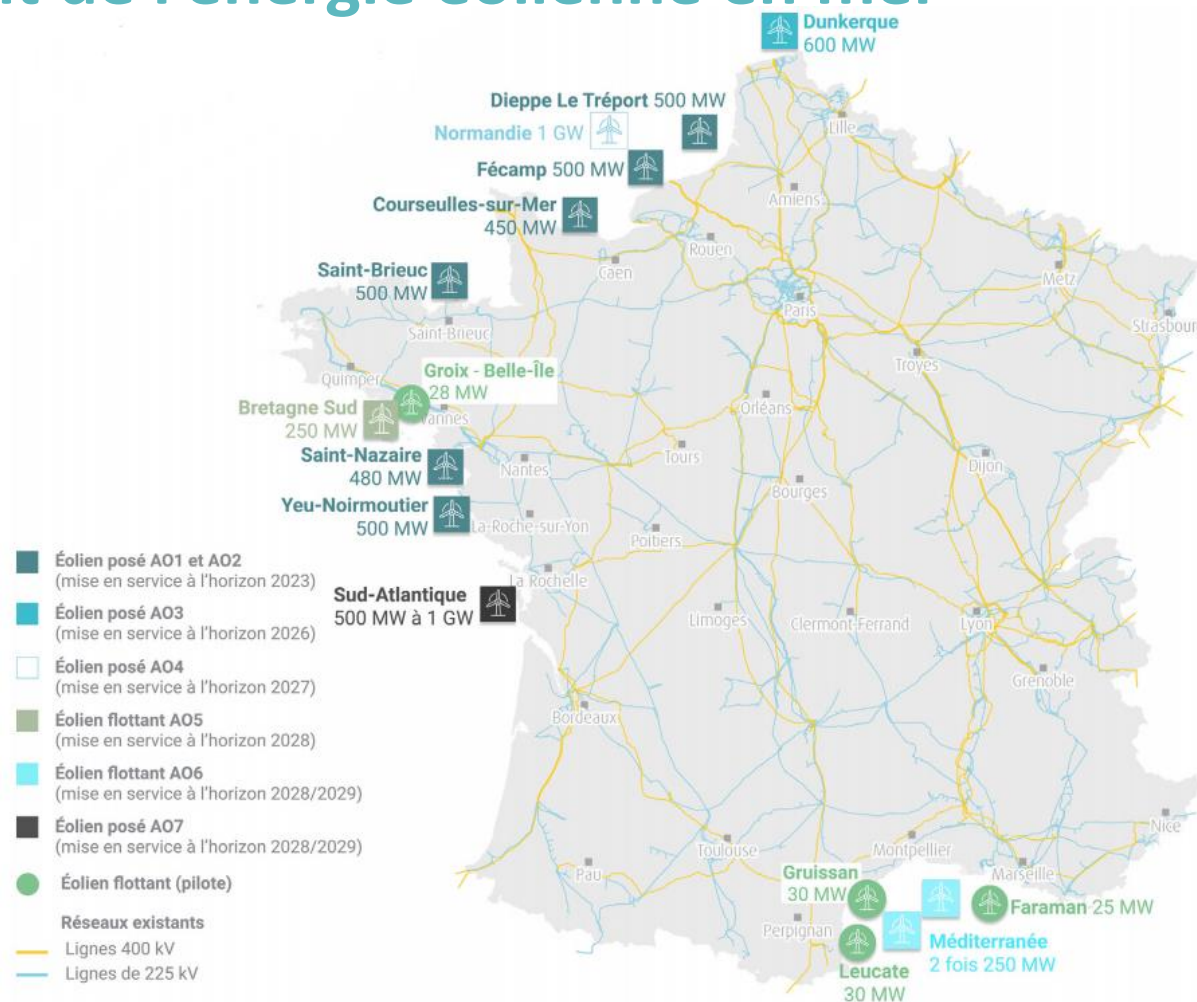 Dunkerque
600 MW
Dieppe Le Tréport 500 MW
Lille
Normandie 1 GW
Fécamp 500 MW
Amiens
Courseulles-sur-Mer
450 MW
Rouen
Caen
Metz
Saint-Brieuc
500 MW
Paris
Strasbour
Saint-Brieuc
Troyes
Quimper
Groix - Belle-Île
28 MW
Orléans
Bretagne Sud
250 MW
vannes
Saint-Nazaire
480 MW
Nantes
Tours
Dijon
Bourges
Yeu-Noirmoutier
500 MW
La-Roche-sur-Yon
Poitiers
Éolien posé AO1 et AO2
(mise en service à l'horizon 2023)
La Rochelle
Sud-Atlantique
500 MW à 1 GW
Limoges
Clermont-Ferrand
Lyon
Éolien posé AO3
(mise en service à l'horizon 2026)
Éolien posé AO4
(mise en service à l'horizon 2027)
Grenoble
Bordeaux
Éolien flottant AO5
(mise en service à l'horizon 2028)
Éolien flottant AO6
(mise en service à l'horizon 2028/2029)
Éolien posé AO7
(mise en service à l'horizon 2028/2029)
Nice
Toulouse
Montpellier
Marseille
Pau
Éolien flottant (pilote)
Gruissan
30 MW
Faraman 25 MW
Réseaux existants
Lignes 400 kV
Lignes de 225 kV
Perpignan
Méditerranée
2 fois 250 MW
Leucate
30 MW